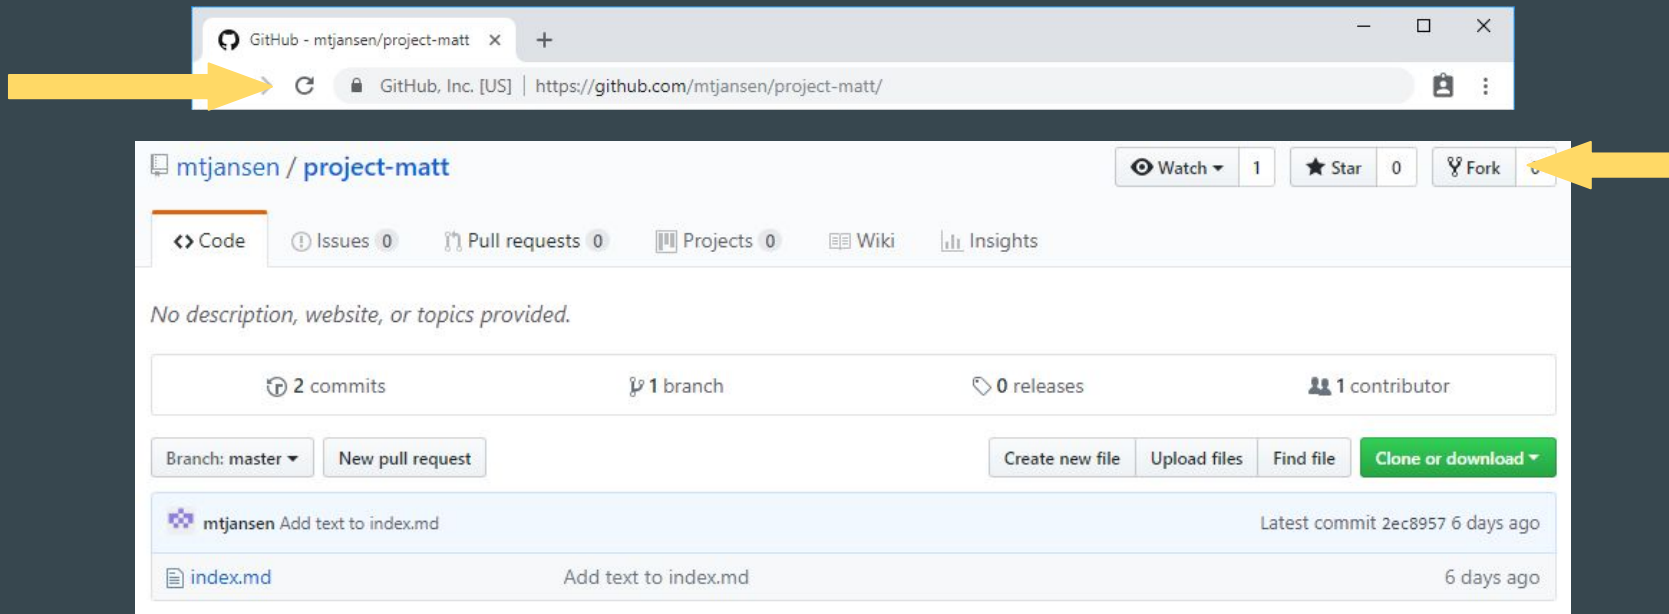 GitHub - mtjansen/project-matt
GitHub, Inc. [US] | https://github.com/mtjansen/project-matt/
mtjansen / project-matt Watch 1 Star 0 Fork
Code Issues 0 Pull requests 0 Projects 0 Wiki Insights
No description, website, or topics provided.
2 commits 1 branch 0 releases 1 contributor
Branch: master New pull request Create new file Upload files Find file Clone or download
mtjansen Add text to index.md Latest commit 2ec8957 6 days ago
index.md Add text to index.md 6 days ago